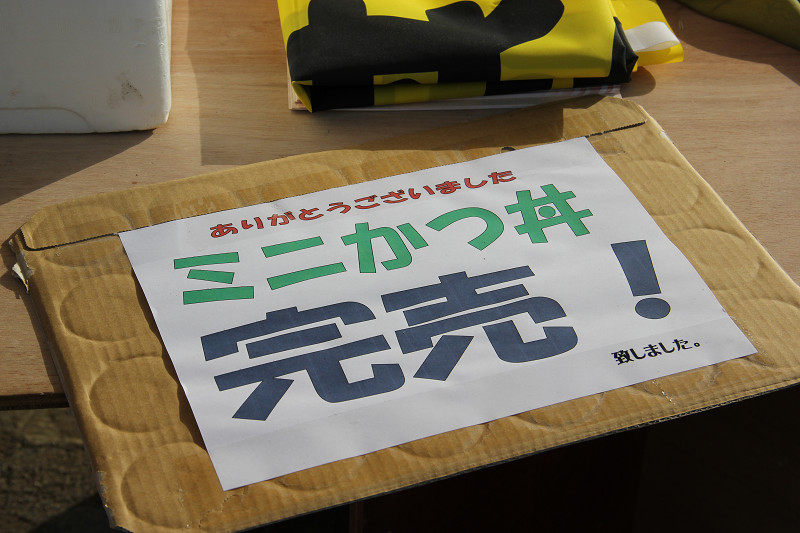 ありがとうございました
ミニかつ丼
完売！
致しました。